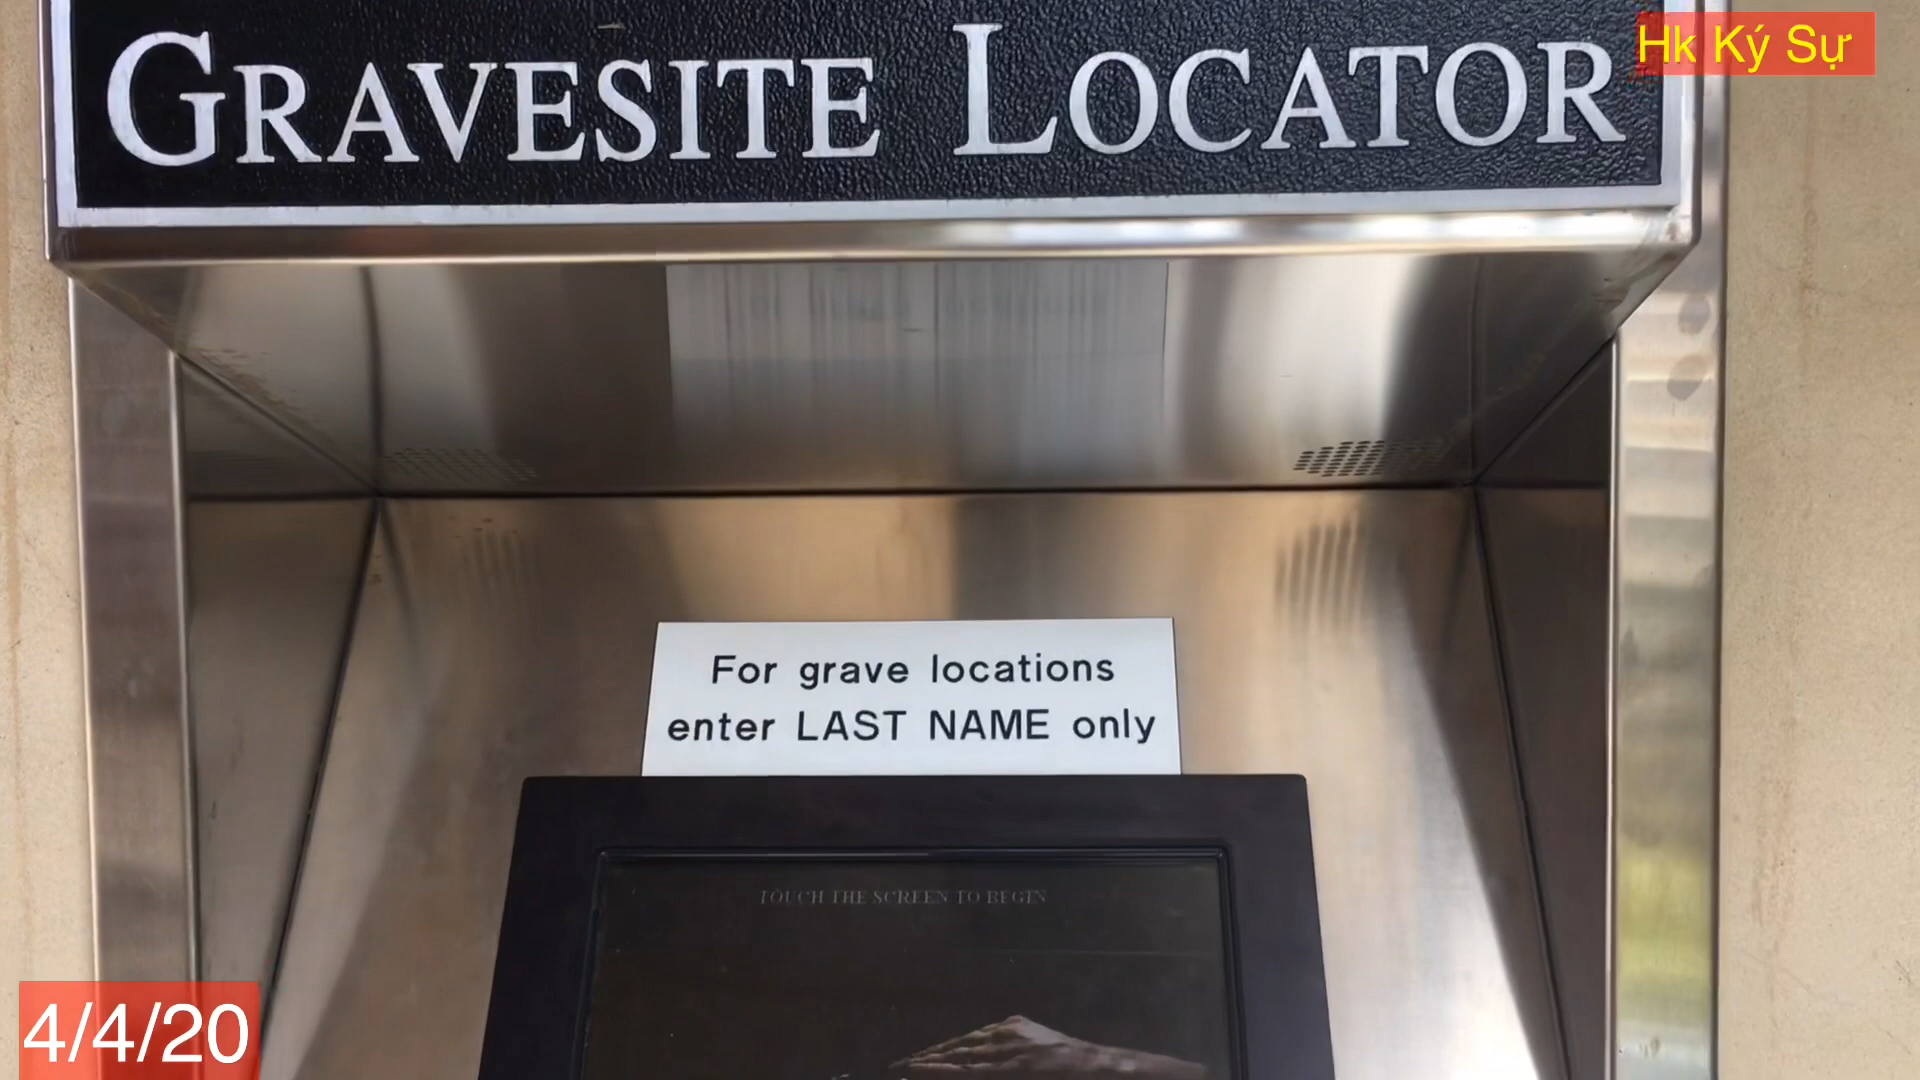 GRAVESITE LOCATOR
Hk Ký Sự
For grave locations
enter LAST NAME only
TOUCH THE SCREEN TO BEGIN
4/4/20